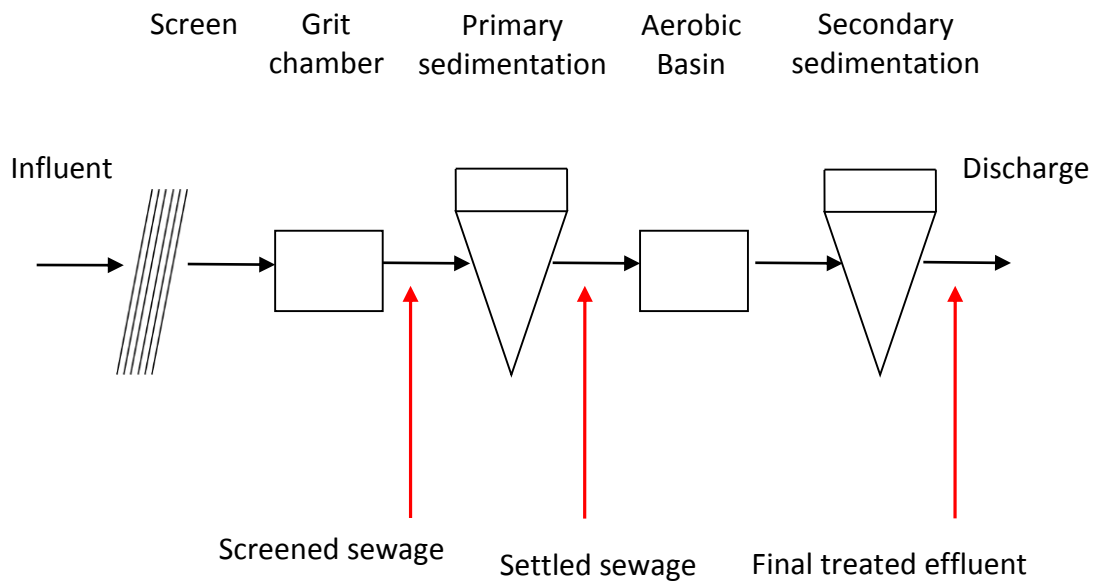 Screen
Grit
chamber
Primary
sedimentation
Aerobic
Basin
Secondary
sedimentation
Influent
Discharge
Screened sewage
Settled sewage
Final treated effluent